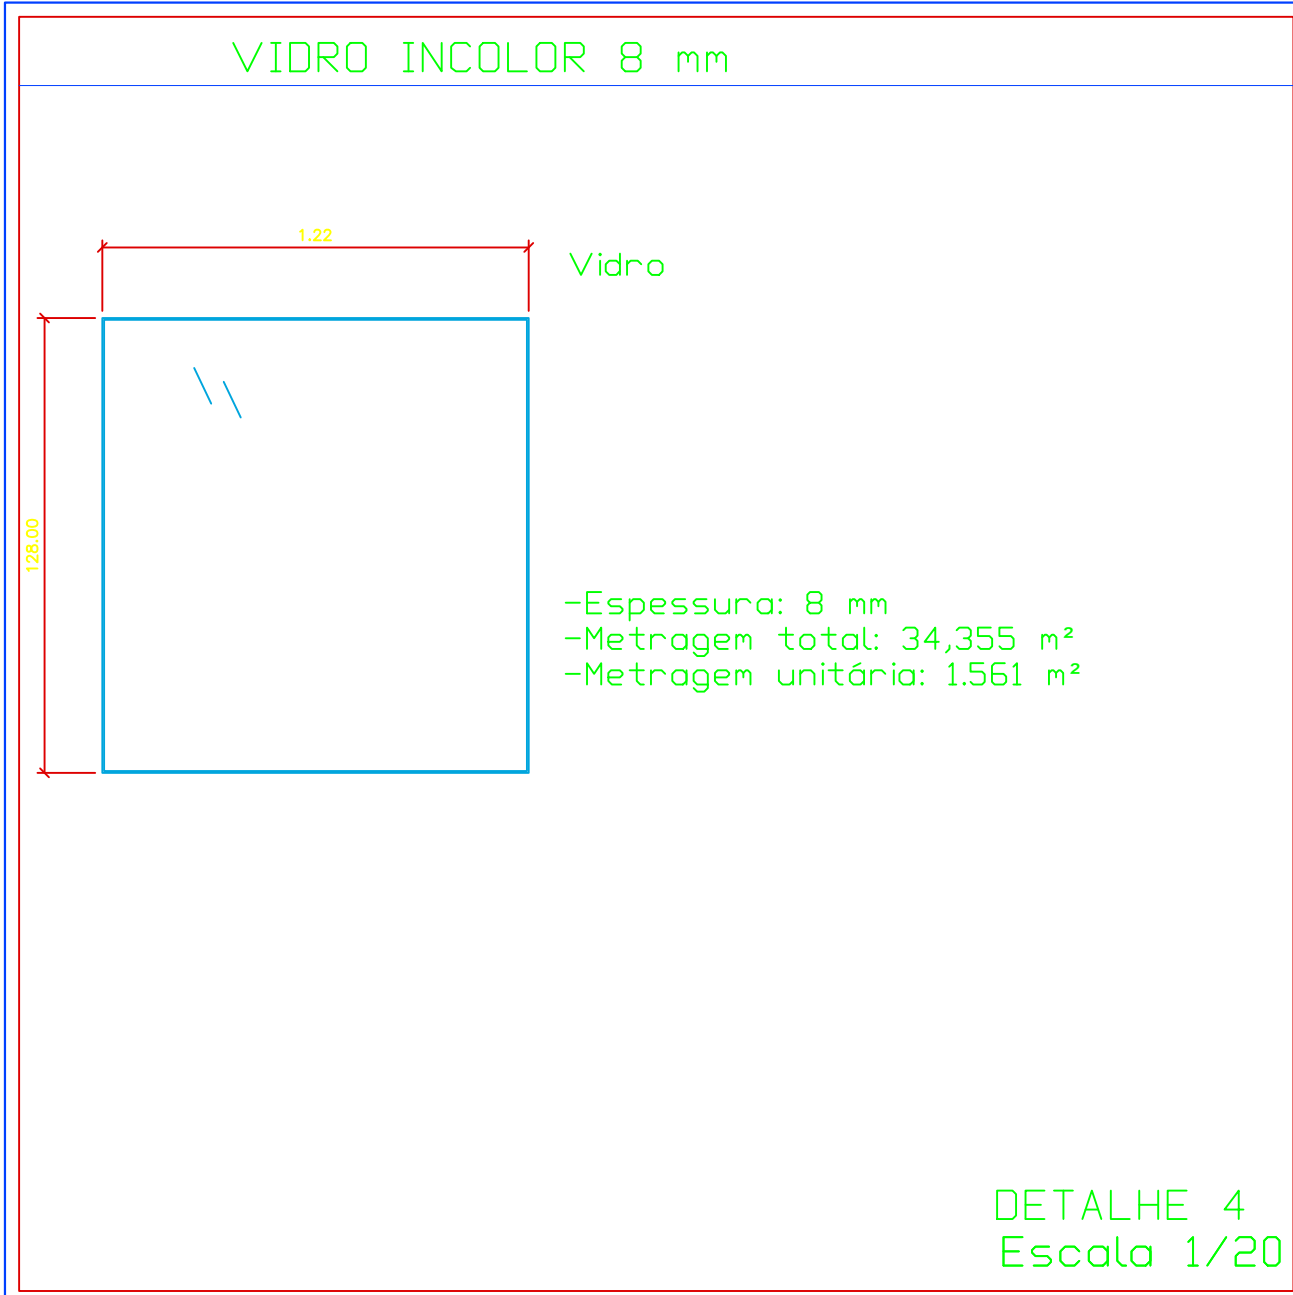 VIDRO INCOLOR 8 mm
1.22
Vidro
128.00
-Espessura: 8 mm
-Metragem total: 34,355 m²
-Metragem unitária: 1.561 m²
DETALHE 4
Escala 1/20